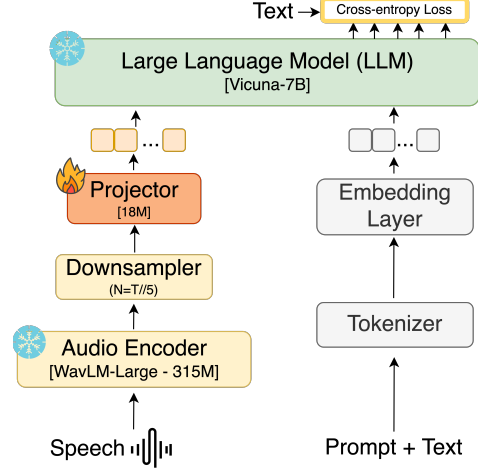 Text
Cross-entropy Loss
Large Language Model (LLM)
[Vicuna-7B]
...
...
Projector
[18M]
Embedding
Layer
Downsampler
(N=T//5)
Tokenizer
Audio Encoder
[WavLM-Large - 315M]
Speech
Prompt + Text